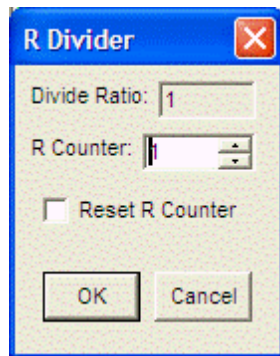 R Divider
Divide Ratio: 1
R Counter: 1
Reset R Counter
OK Cancel